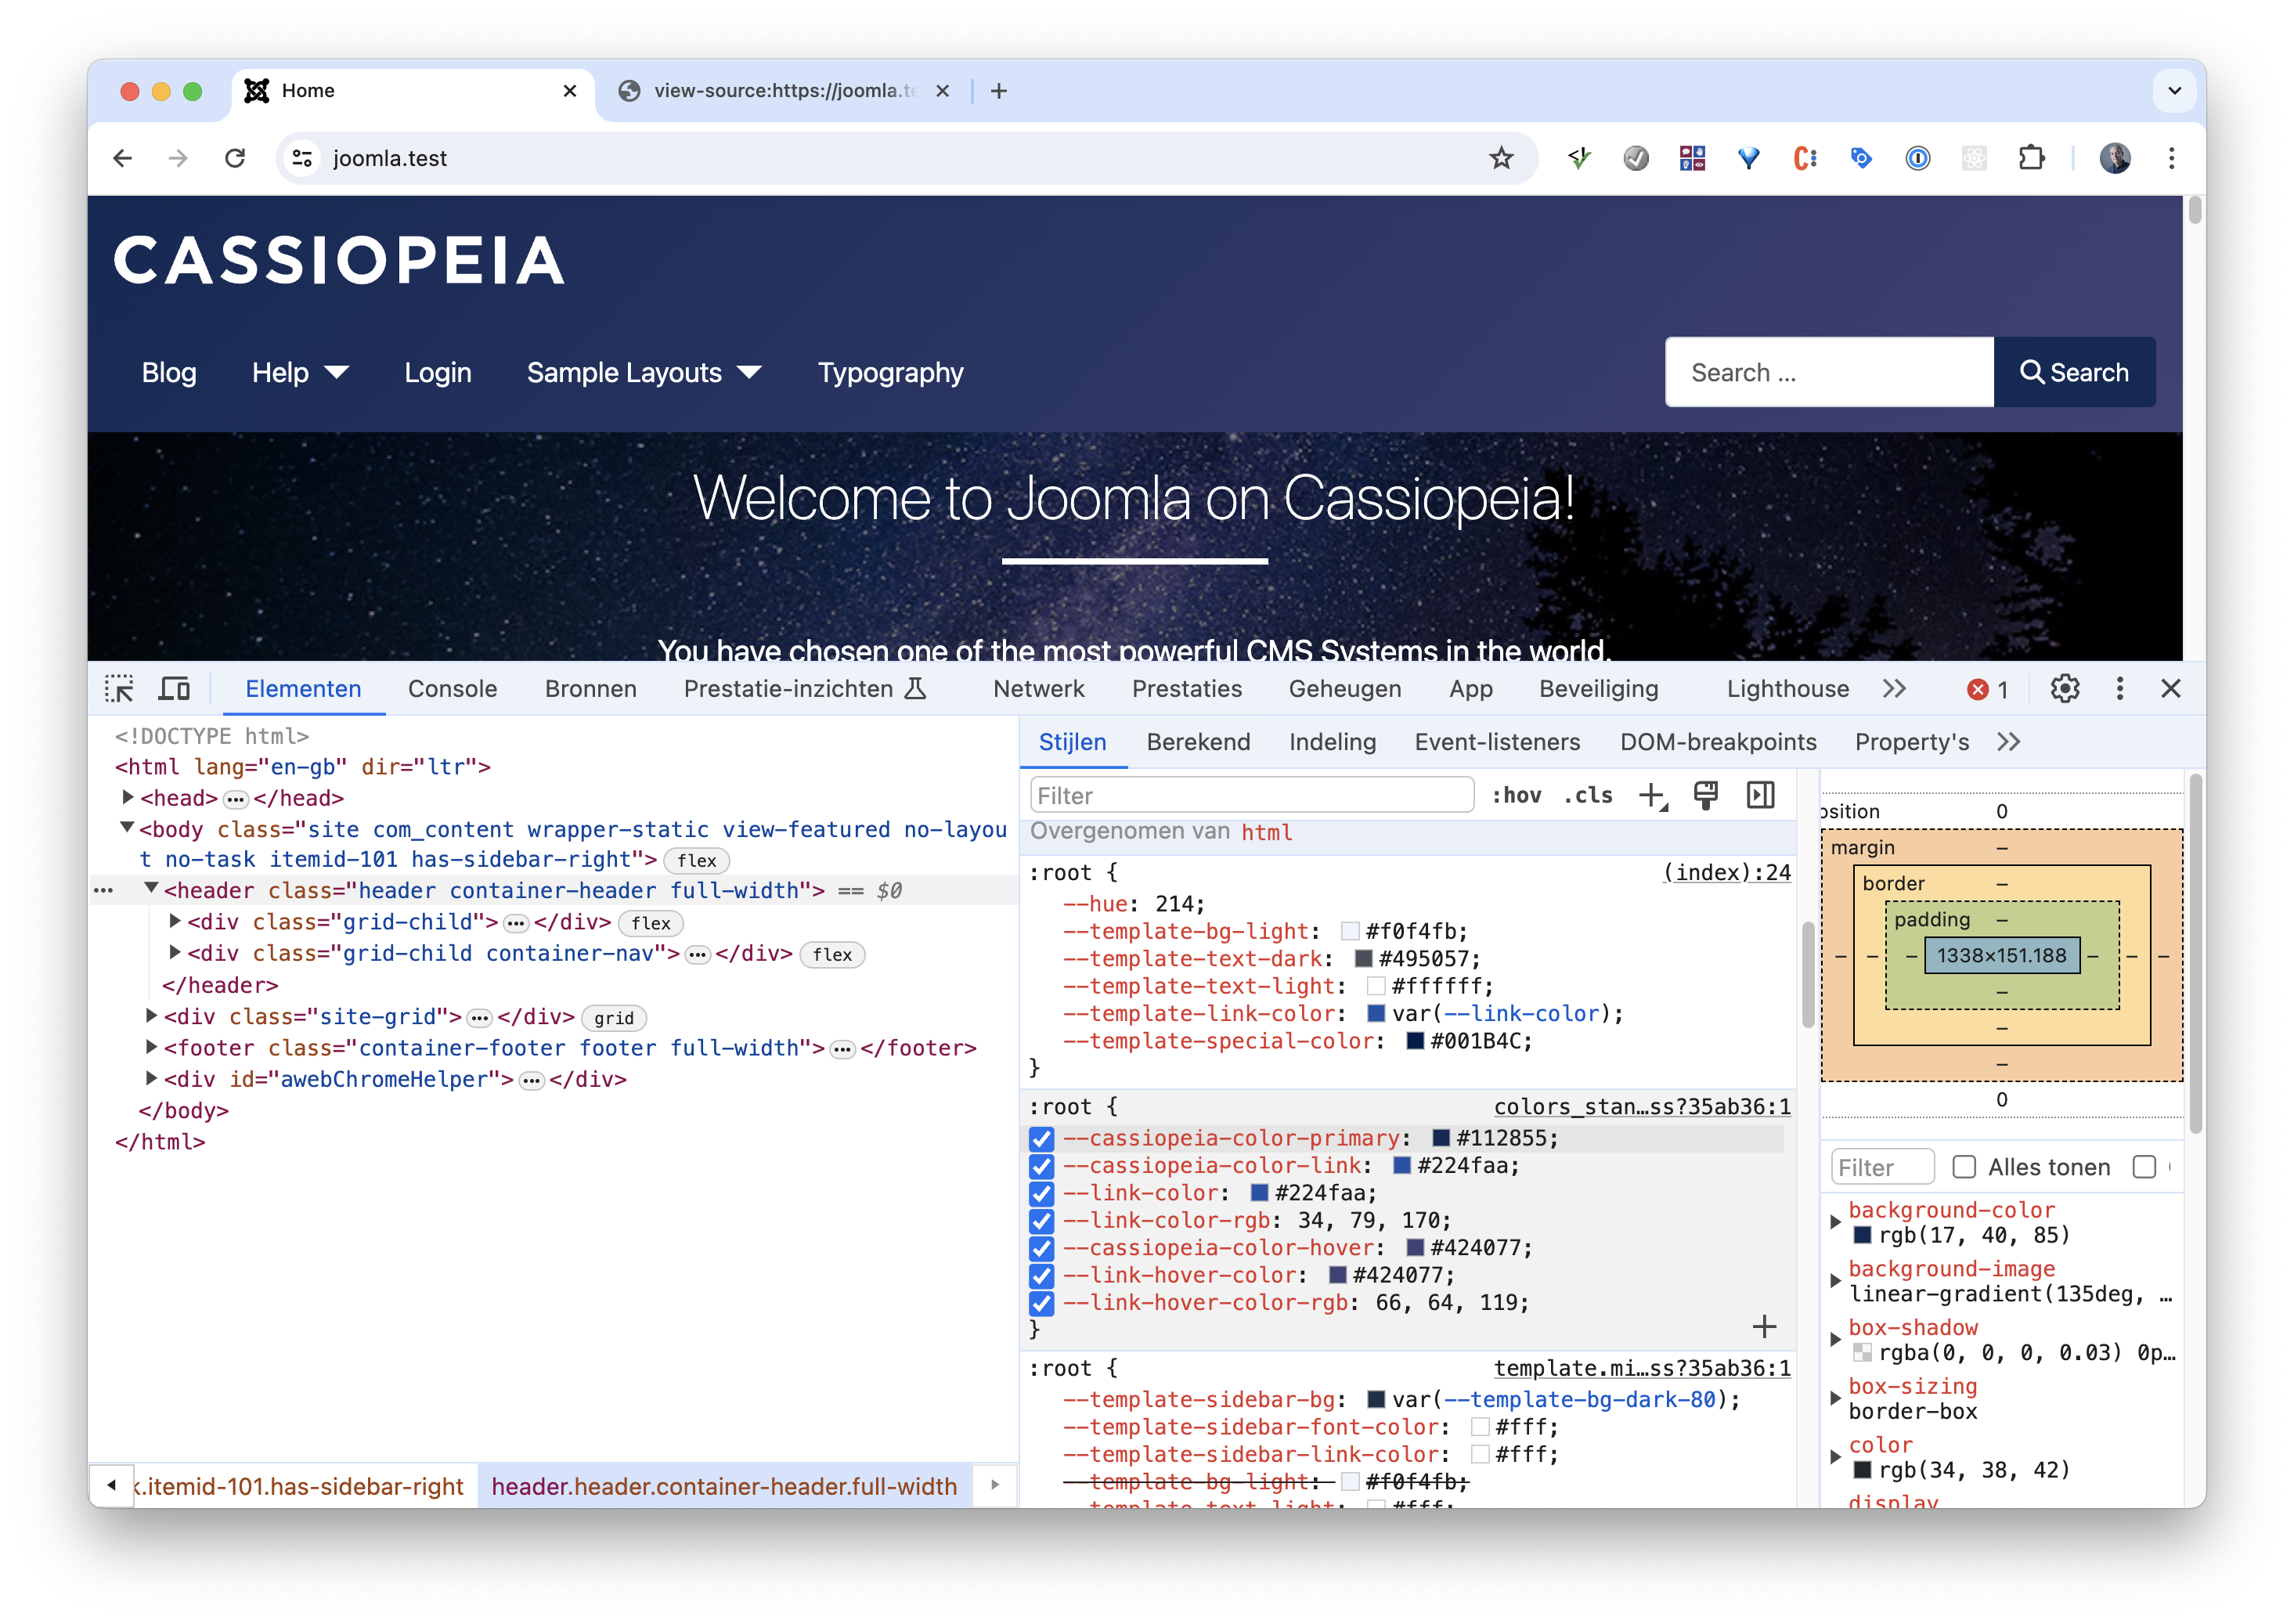 Home
view-source:https://joomla.te
joomla.test
CASSIOPEIA
Blog Help Login Sample Layouts Typography
Search ... Search
Welcome to Joomla on Cassiopeia!
You have chosen one of the most powerful CMS Systems in the world.
Elementen Console Bronnen Prestatie-inzichten Netwerk Prestaties Geheugen App Beveiliging Lighthouse 1
<!DOCTYPE html>
<html lang="en-gb" dir="ltr">
<head> ••• </head>
<body class="site com_content wrapper-static view-featured no-layou
t no-task itemid-101 has-sidebar-right"> flex
••• <header class="header container-header full-width"> == $0
<div class="grid-child"> ••• </div> flex
<div class="grid-child container-nav"> ••• </div> flex
</header>
<div class="site-grid"> ••• </div> grid
<footer class="container-footer footer full-width"> ••• </footer>
<div id="awebChromeHelper"> ••• </div>
</body>
</html>
k.itemid-101.has-sidebar-right header.header.container-header.full-width
Stijlen Berekend Indeling Event-listeners DOM-breakpoints Property's
Filter :hov .cls
Overgenomen van html
:root { (index):24
--hue: 214;
--template-bg-light: #f0f4fb;
--template-text-dark: #495057;
--template-text-light: #ffffff;
--template-link-color: var(--link-color);
--template-special-color: #001B4C;
}
:root { colors_stan…ss?35ab36:1
--cassiopeia-color-primary: #112855;
--cassiopeia-color-link: #224faa;
--link-color: #224faa;
--link-color-rgb: 34, 79, 170;
--cassiopeia-color-hover: #424077;
--link-hover-color: #424077;
--link-hover-color-rgb: 66, 64, 119;
}
:root { template.mi…ss?35ab36:1
--template-sidebar-bg: var(--template-bg-dark-80);
--template-sidebar-font-color: #fff;
--template-sidebar-link-color: #fff;
--template-bg-light: #f0f4fb;
--template-text-light: #fff;
osition 0
margin –
border –
padding –
– – – 1338×151.188 – – –
–
–
–
0
Filter Alles tonen
background-color
rgb(17, 40, 85)
background-image
linear-gradient(135deg, …
box-shadow
rgba(0, 0, 0, 0.03) 0p…
box-sizing
border-box
color
rgb(34, 38, 42)
display